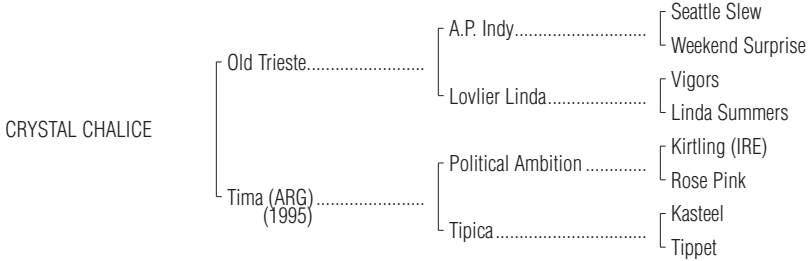 Seattle Slew
A.P. Indy..............................
Weekend Surprise
Old Trieste...........................
Vigors
Lovlier Linda.......................
Linda Summers
CRYSTAL CHALICE
Kirtling (IRE)
Political Ambition ..............
Rose Pink
Tima (ARG) ........................
(1995)
Kasteel
Tipica...................................
Tippet